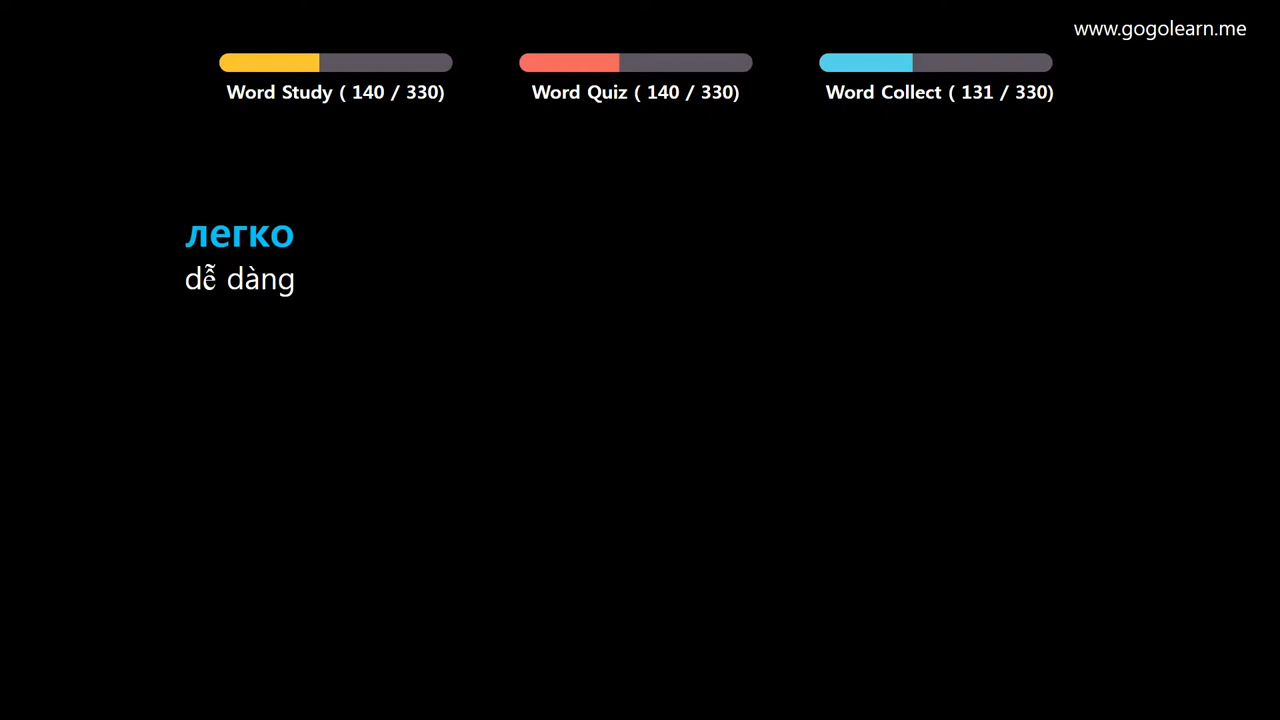 www.gogolearn.me
Word Study ( 140 / 330)
Word Quiz ( 140 / 330)
Word Collect ( 131 / 330)
легко
dễ dàng